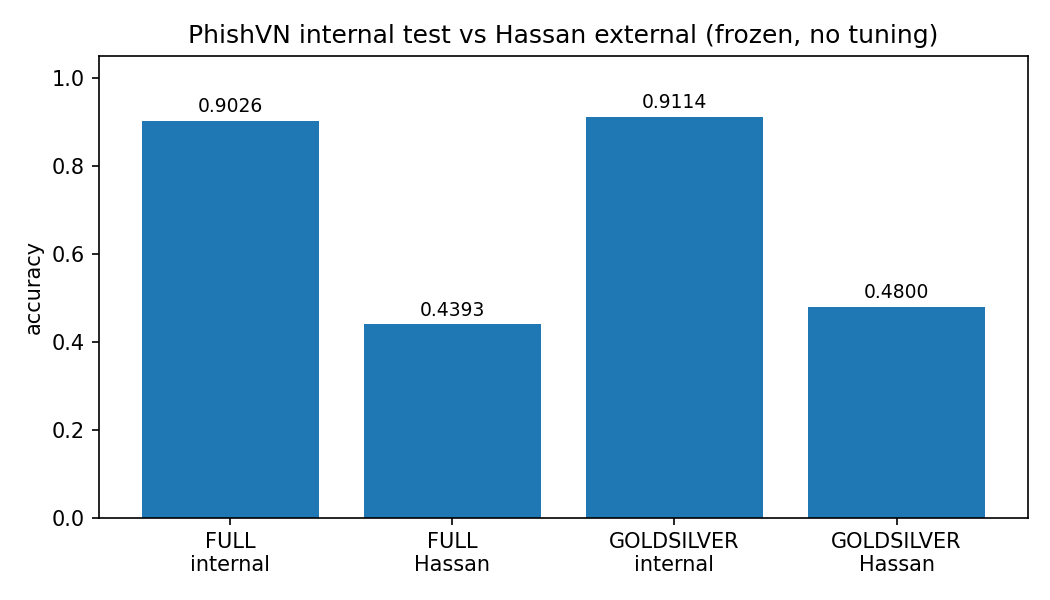 PhishVN internal test vs Hassan external (frozen, no tuning)
accuracy
1.0
0.8
0.6
0.4
0.2
0.0
0.9026
0.4393
0.9114
0.4800
FULL
internal
FULL
Hassan
GOLDSILVER
internal
GOLDSILVER
Hassan